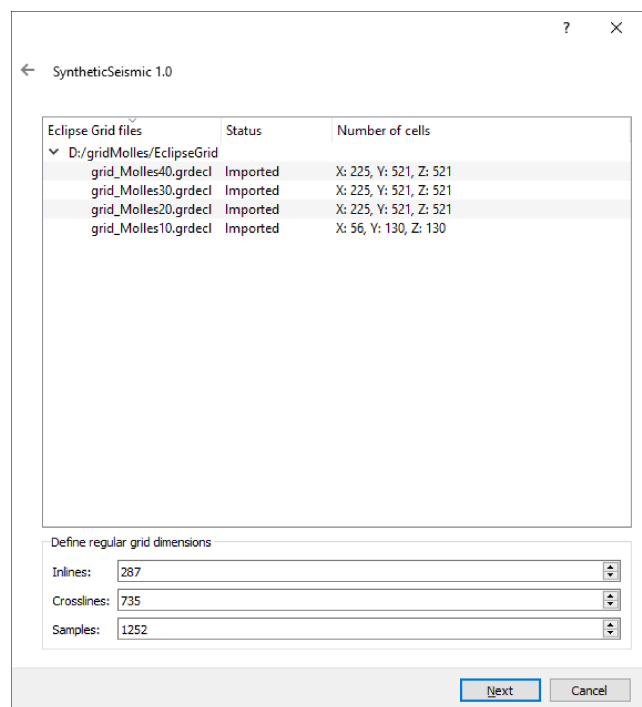 ?
SyntheticSeismic 1.0
Eclipse Grid files Status Number of cells
D:/gridMolles/EclipseGrid
grid_Molles40.grdecl Imported X: 225, Y: 521, Z: 521
grid_Molles30.grdecl Imported X: 225, Y: 521, Z: 521
grid_Molles20.grdecl Imported X: 225, Y: 521, Z: 521
grid_Molles10.grdecl Imported X: 56, Y: 130, Z: 130
Define regular grid dimensions
Inlines: 287
Crosslines: 735
Samples: 1252
Next Cancel